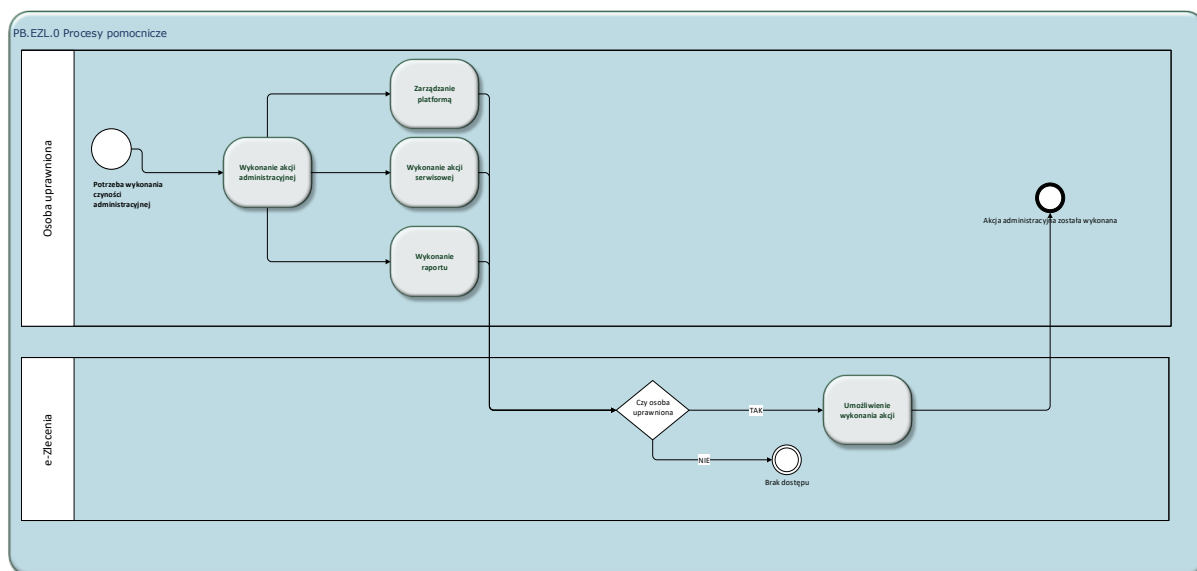 PB.EZL.0 Procesy pomocnicze
Osoba uprawniona
Potrzeba wykonania
czyności
administracyjnej
Wykonanie akcji
administracyjnej
Zarządzanie
platformą
Wykonanie akcji
serwisowej
Wykonanie
raportu
Akcja administracyjna została wykonana
e-Zlecenia
Czy osoba
uprawniona
TAK
NIE
Umożliwienie
wykonania akcji
Brak dostępu